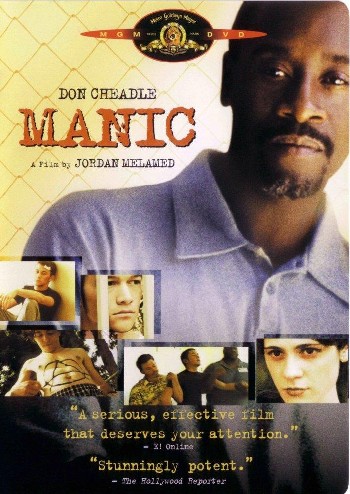 MGM DVD
DON CHEADLE
MANIC
A Film by JORDAN MELAMED
"A serious, effective film
that deserves your attention."
– E! Online
"Stunningly potent."
– The Hollywood Reporter